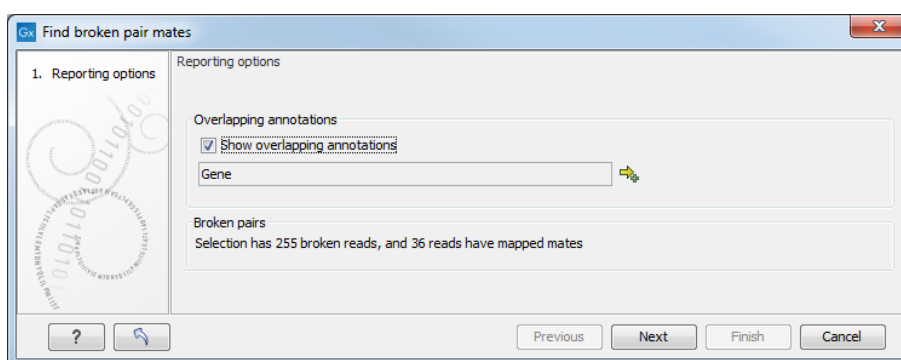 Gx Find broken pair mates
1. Reporting options
Reporting options
Overlapping annotations
Show overlapping annotations
Gene
Broken pairs
Selection has 255 broken reads, and 36 reads have mapped mates
?
Previous
Next
Finish
Cancel